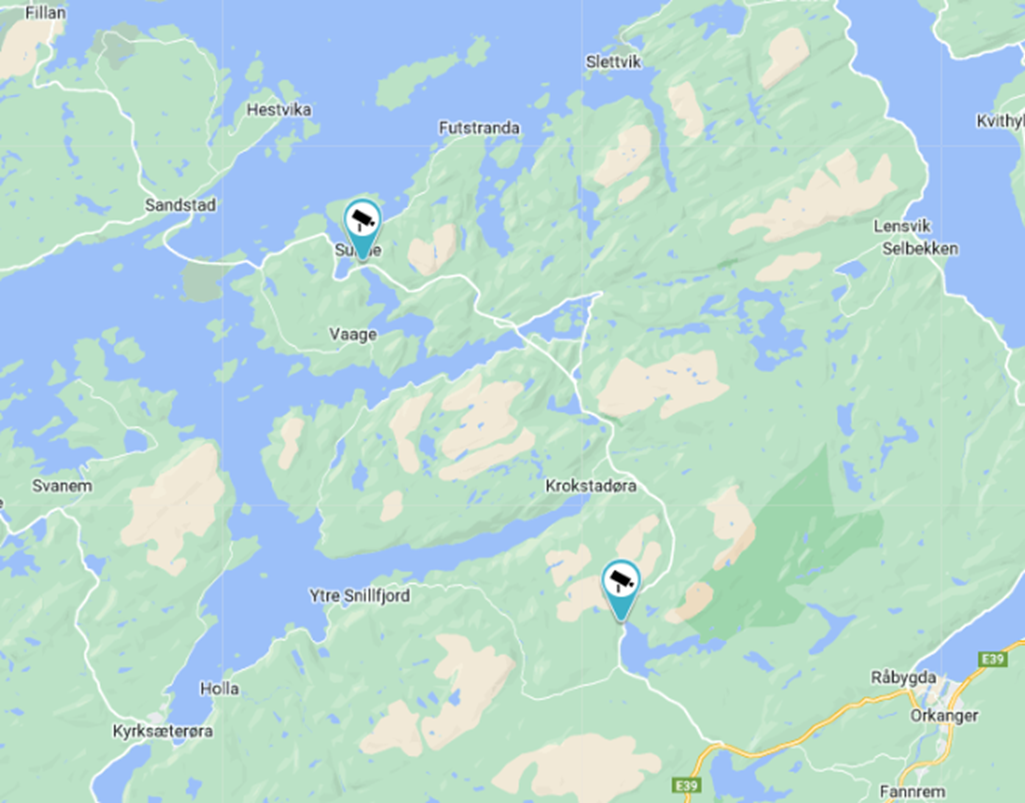 Fillan
Slettvik
Hestvika
Futstranda
Kvithyl
Sandstad
Lensvik
Selbekken
Vaage
Svanem
Krokstadøra
Ytre Snillfjord
E39
Råbygda
Holla
Orkanger
Kyrksæterøra
E39
Fannrem